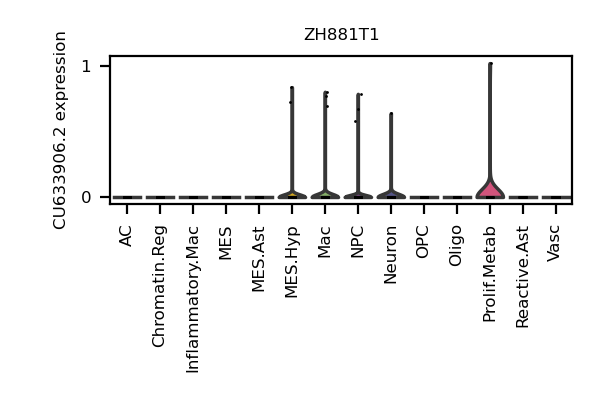 ZH881T1
CU633906.2 expression
1
0
AC
Chromatin.Reg
Inflammatory.Mac
MES
MES.Ast
MES.Hyp
Mac
NPC
Neuron
OPC
Oligo
Prolif.Metab
Reactive.Ast
Vasc